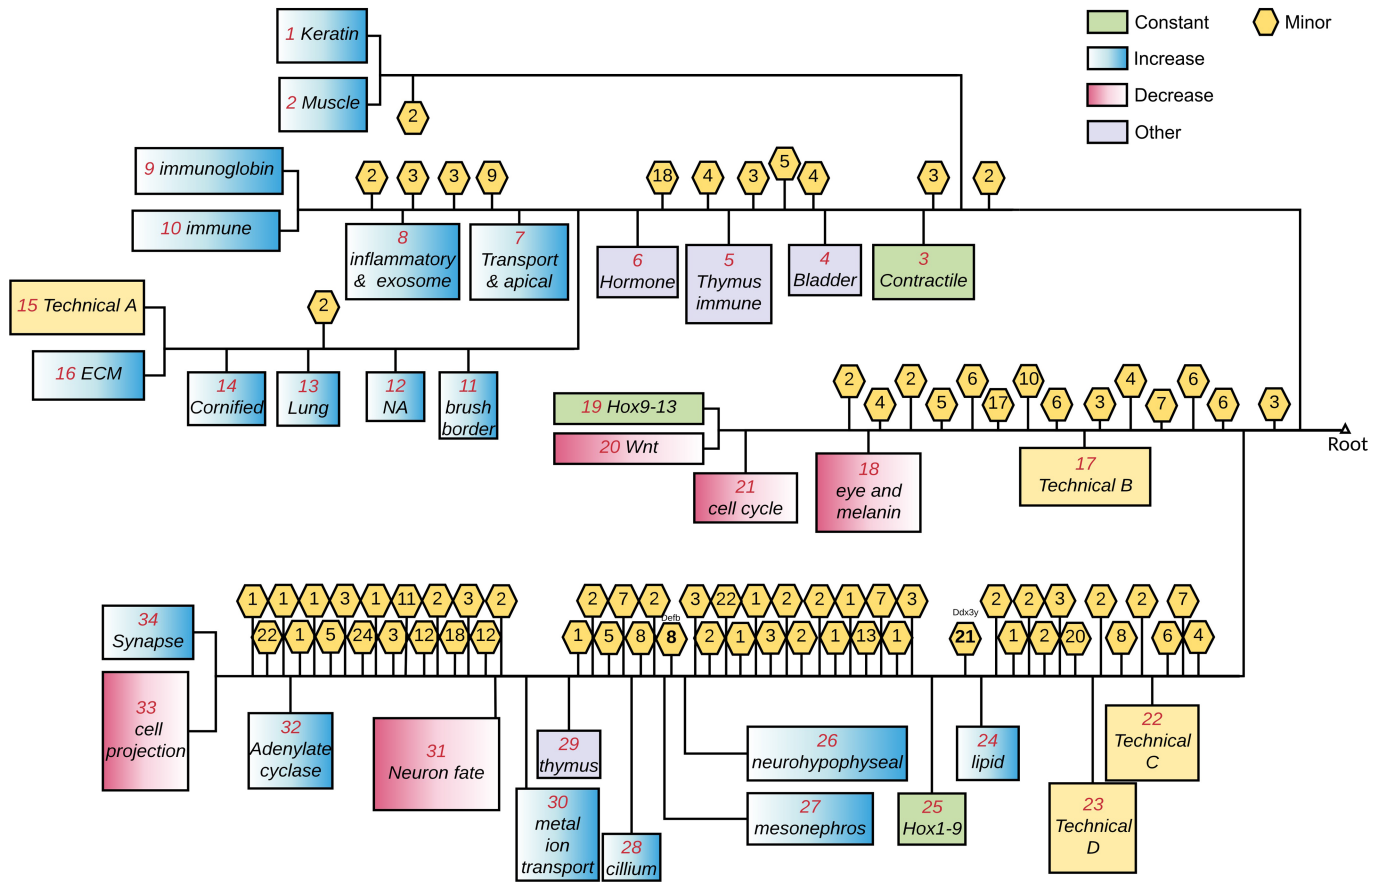 1 Keratin
2 Muscle
2
Constant
Minor
Increase
Decrease
Other
9 immunoglobin
10 immune
2
3
3
9
18
4
3
5
4
3
2
8
inflammatory
& exosome
7
Transport
& apical
6
Hormone
5
Thymus
immune
4
Bladder
3
Contractile
15 Technical A
16 ECM
2
14
Cornified
13
Lung
12
NA
11
brush
border
19 Hox9-13
20 Wnt
2
4
2
5
6
17
10
6
3
4
7
6
6
3
Root
21
cell cycle
18
eye and
melanin
17
Technical B
34
Synapse
33
cell
projection
1 1 1 3 1 11 2 3 2
22 1 5 24 3 12 18 12
2 7 2
1 5 8
Defb
8
3 22 1 2 2 1 7 3
2 1 3 2 1 13 1
Ddx3y
21
2 2 3 2 2 7
1 2 20 8 6 4
32
Adenylate
cyclase
31
Neuron fate
29
thymus
30
metal
ion
transport
28
cillium
26
neurohypophyseal
27
mesonephros
25
Hox1-9
24
lipid
22
Technical
C
23
Technical
D